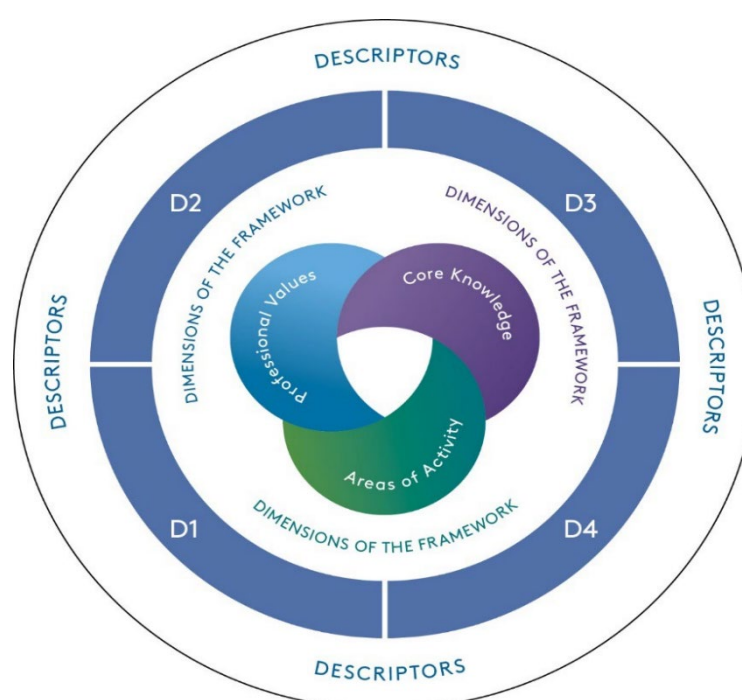 DESCRIPTORS
D2
D3
DIMENSIONS OF THE FRAMEWORK
DIMENSIONS OF THE FRAMEWORK
Professional Values
Core Knowledge
DESCRIPTORS
DESCRIPTORS
Areas of Activity
DIMENSIONS OF THE FRAMEWORK
D1
D4
DESCRIPTORS